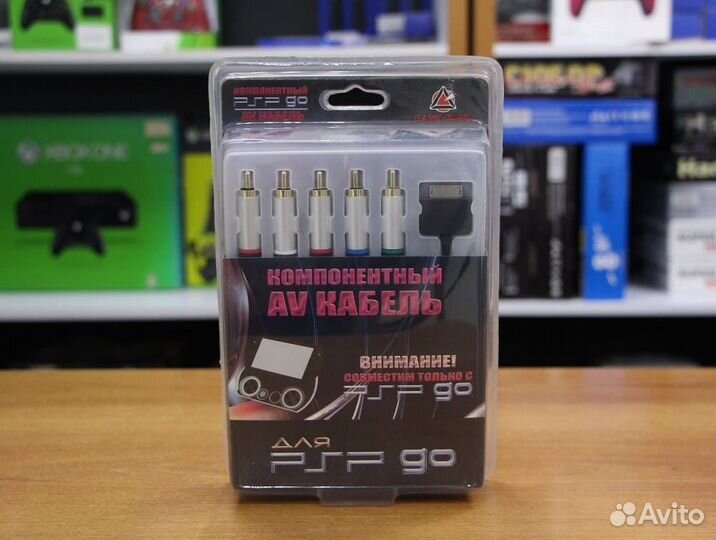 КОМПОНЕНТНЫЙ
PSP go
AV КАБЕЛЬ
XBOX ONE
КОМПОНЕНТНЫЙ
AV КАБЕЛЬ
ВНИМАНИЕ!
СОВМЕСТИМ ТОЛЬКО С
PSP go
ДЛЯ
PSP go
Avito